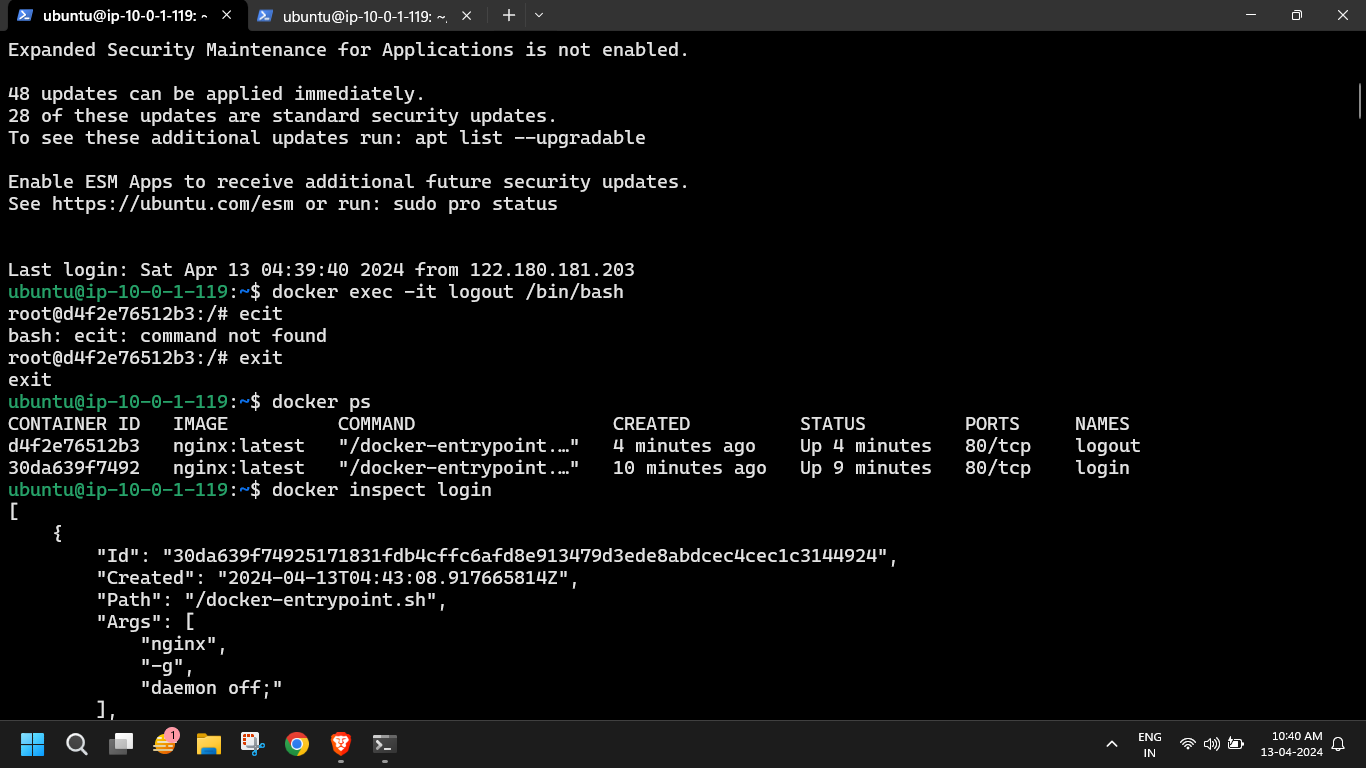 ubuntu@ip-10-0-1-119: ~
ubuntu@ip-10-0-1-119: ~
Expanded Security Maintenance for Applications is not enabled.
48 updates can be applied immediately.
28 of these updates are standard security updates.
To see these additional updates run: apt list --upgradable
Enable ESM Apps to receive additional future security updates.
See https://ubuntu.com/esm or run: sudo pro status
Last login: Sat Apr 13 04:39:40 2024 from 122.180.181.203
ubuntu@ip-10-0-1-119:~$ docker exec -it logout /bin/bash
root@d4f2e76512b3:/# ecit
bash: ecit: command not found
root@d4f2e76512b3:/# exit
exit
ubuntu@ip-10-0-1-119:~$ docker ps
CONTAINER ID   IMAGE          COMMAND                  CREATED          STATUS         PORTS     NAMES
d4f2e76512b3   nginx:latest   "/docker-entrypoint.…"   4 minutes ago    Up 4 minutes   80/tcp    logout
30da639f7492   nginx:latest   "/docker-entrypoint.…"   10 minutes ago   Up 9 minutes   80/tcp    login
ubuntu@ip-10-0-1-119:~$ docker inspect login
[
    {
        "Id": "30da639f74925171831fdb4cffc6afd8e913479d3ede8abdcec4cec1c3144924",
        "Created": "2024-04-13T04:43:08.917665814Z",
        "Path": "/docker-entrypoint.sh",
        "Args": [
            "nginx",
            "-g",
            "daemon off;"
        ],
1
ENG
IN
10:40 AM
13-04-2024